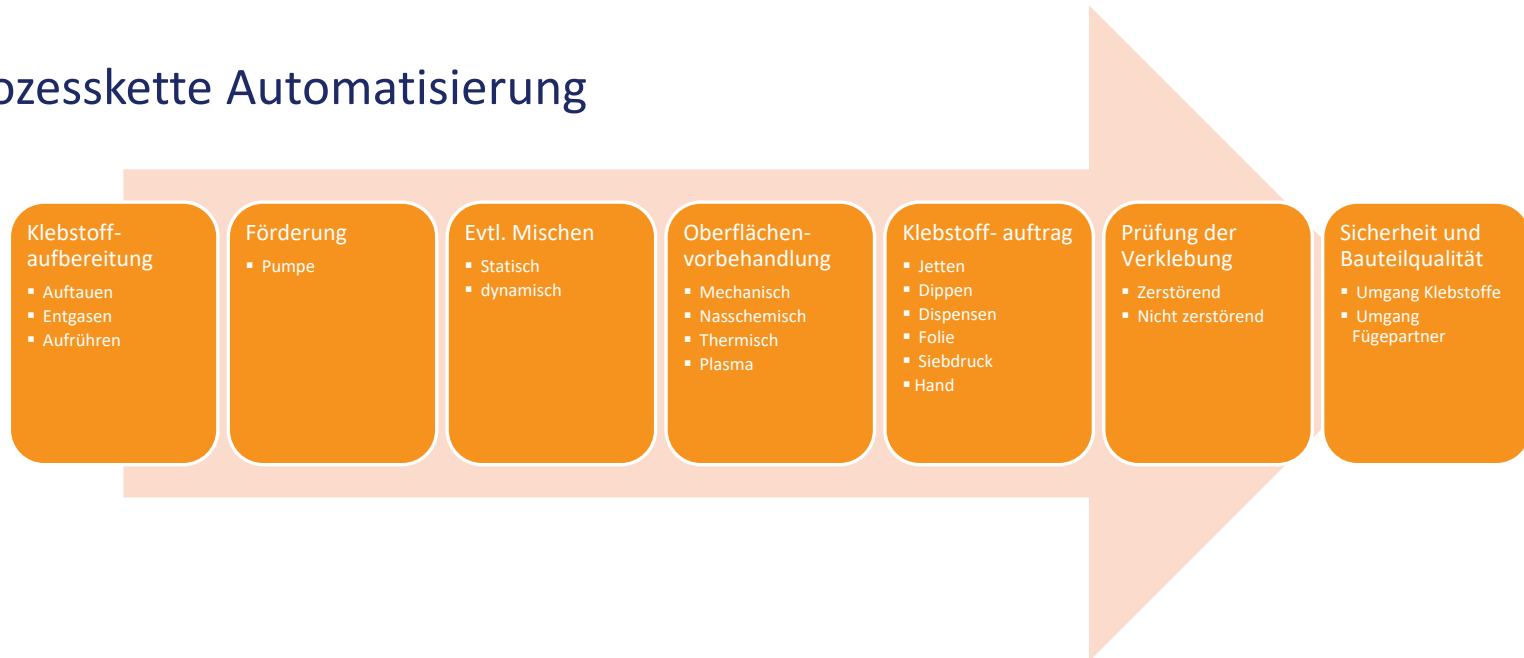 ozesskette Automatisierung
Klebstoff-
aufbereitung
▪ Auftauen
▪ Entgasen
▪ Aufrühren
Förderung
▪ Pumpe
Evtl. Mischen
▪ Statisch
▪ dynamisch
Oberflächen-
vorbehandlung
▪ Mechanisch
▪ Nasschemisch
▪ Thermisch
▪ Plasma
Klebstoff- auftrag
▪ Jetten
▪ Dippen
▪ Dispensen
▪ Folie
▪ Siebdruck
▪ Hand
Prüfung der
Verklebung
▪ Zerstörend
▪ Nicht zerstörend
Sicherheit und
Bauteilqualität
▪ Umgang Klebstoffe
▪ Umgang
Fügepartner